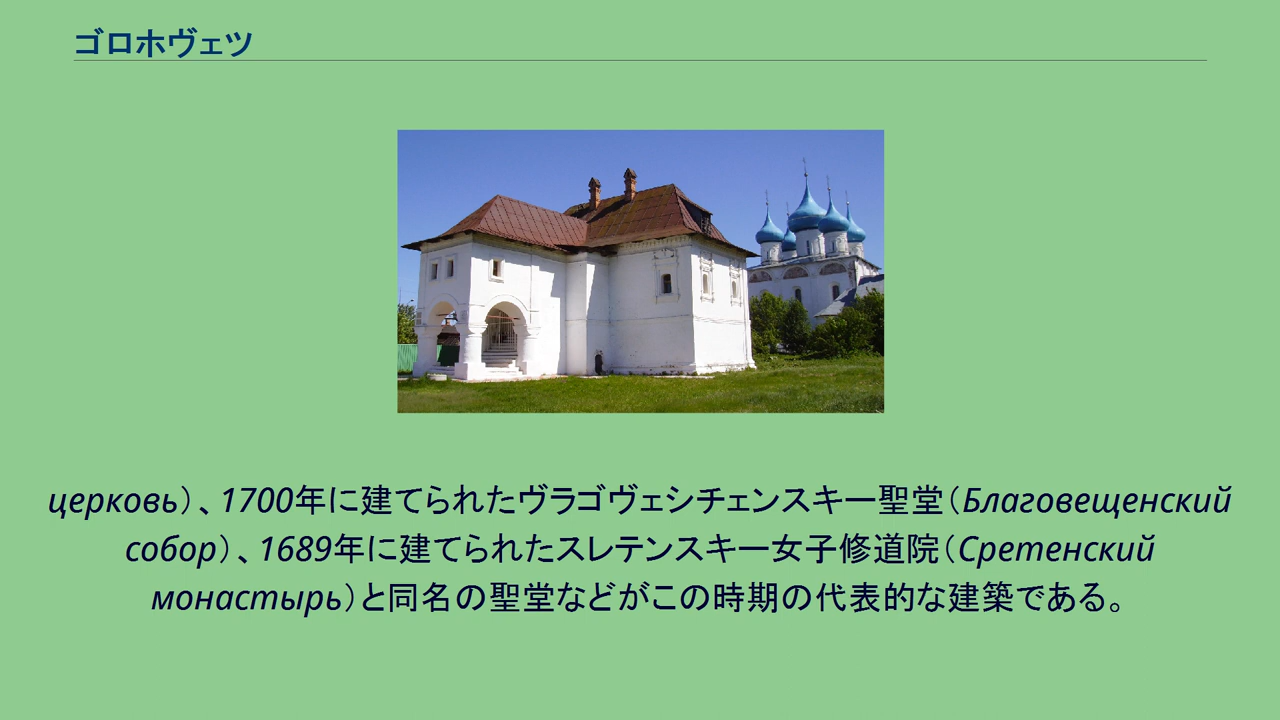 ゴロホヴェツ
церковь）、1700年に建てられたヴラゴヴェシチェンスキー聖堂（Благовещенский
собор）、1689年に建てられたスレテンスキー女子修道院（Сретенский
монастырь）と同名の聖堂などがこの時期の代表的な建築である。